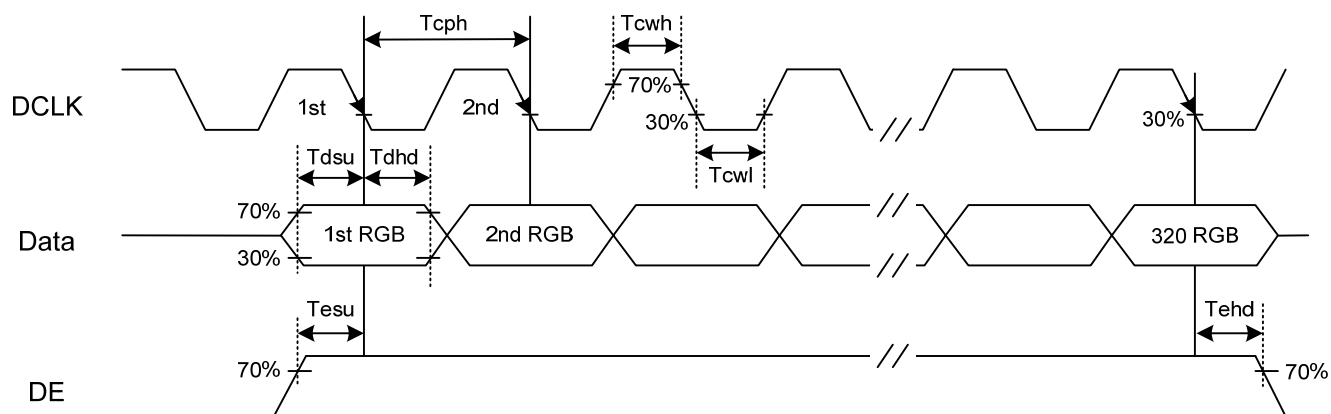 Tcph
Tcwh
DCLK
1st
2nd
70%
30%
30%
Tdsu
Tdhd
Tcwl
70%
Data
1st RGB
2nd RGB
320 RGB
30%
Tesu
Tehd
70%
70%
DE